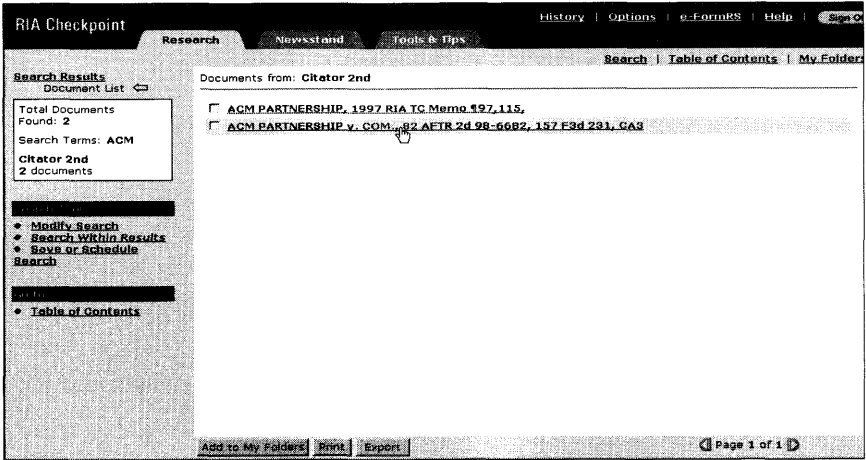 RIA Checkpoint
History | Options | e-FormRS | Help |
Research Newsstand Tools & Tips
Search | Table of Contents | My Folders
Search Results
Document List
Total Documents
Found: 2
Search Terms: ACM
Citator 2nd
2 documents
Modify Search
Search Within Results
Save or Schedule
Search
Table of Contents
Documents from: Citator 2nd
ACM PARTNERSHIP, 1997 RIA TC Memo ¶97,115,
ACM PARTNERSHIP v. COM., 82 AFTR 2d 98-6682, 157 F3d 231, CA3
Add to My Folders Print Export
Page 1 of 1